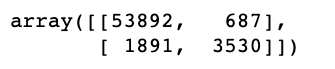 array([[53892,   687],
       [ 1891,  3530]])